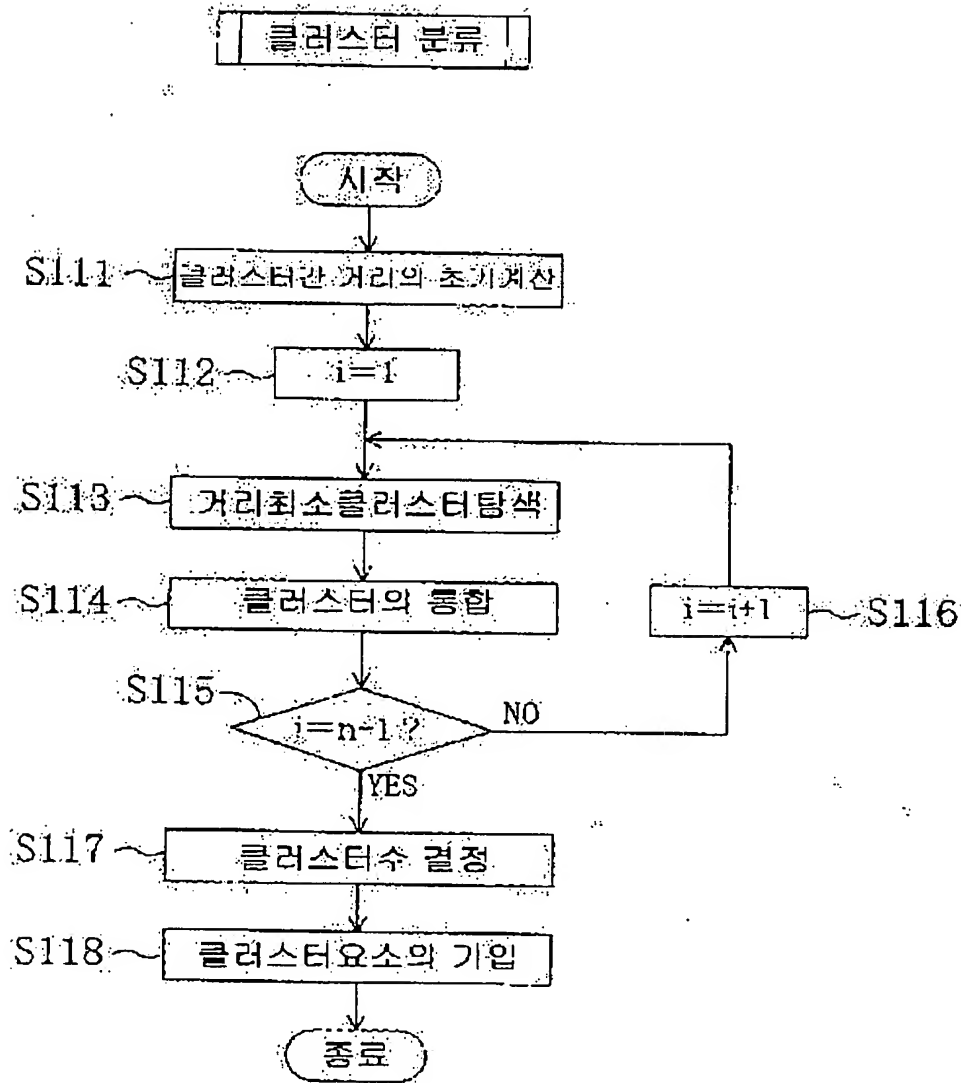 클러스터 분류
시작
S111 클러스터간 거리의 초기계산
S112 i=1
S113 거리최소클러스터탐색
S114 클러스터의 통합
i=i+1 S116
S115 i=n-1? NO
YES
S117 클러스터수 결정
S118 클러스터요소의 기입
종료